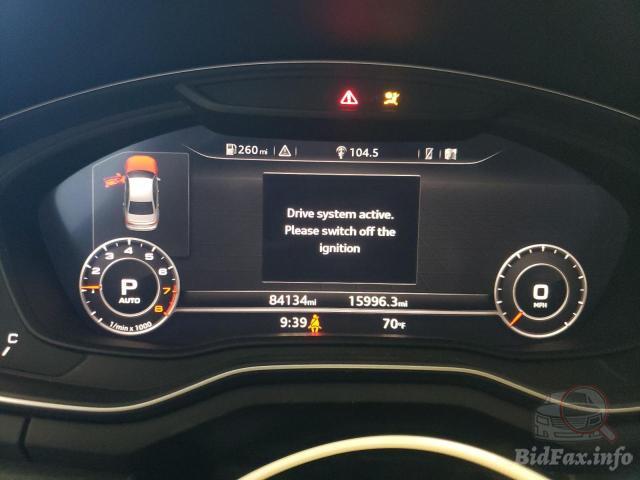 260 mi 104.5
Drive system active.
Please switch off the
ignition
1 2 3 4 5 6 7 8
P
AUTO
1/min x 1000
0
MPH
84134mi 15996.3mi
9:39 70°F
C
BidFax.info